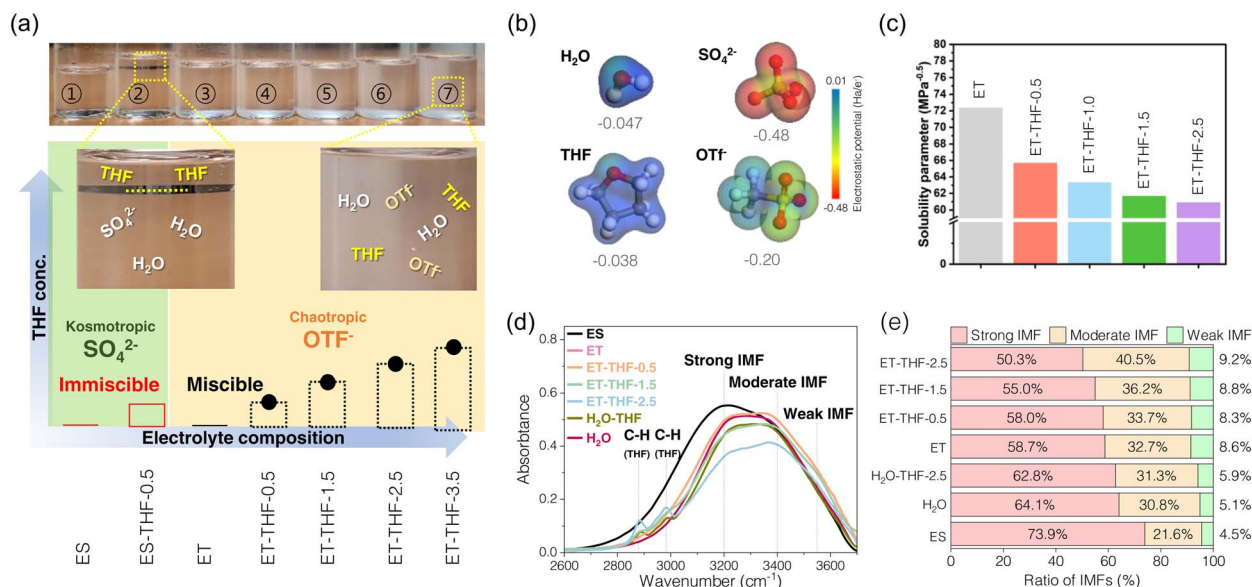 (a)
① ② ③ ④ ⑤ ⑥ ⑦
THF THF
SO₄²⁻ H₂O
H₂O
H₂O OTf⁻ THF
H₂O
THF OTf⁻
THF conc.
Kosmotropic
SO₄²⁻
Chaotropic
OTF⁻
Immiscible Miscible
Electrolyte composition
ES
ES-THF-0.5
ET
ET-THF-0.5
ET-THF-1.5
ET-THF-2.5
ET-THF-3.5
(b)
H₂O SO₄²⁻
-0.047 -0.48
THF OTf⁻
-0.038 -0.20
0.01
Electrostatic potential (Ha/e)
-0.48
(c)
Solubility parameter (MPa⁻⁰·⁵)
80
78
76
74
72
70
68
66
64
62
60
0
ET
ET-THF-0.5
ET-THF-1.0
ET-THF-1.5
ET-THF-2.5
(d)
ES
ET
ET-THF-0.5
ET-THF-1.5
ET-THF-2.5
H₂O-THF
H₂O
Strong IMF
Moderate IMF
Weak IMF
C-H C-H
(THF) (THF)
Absorbtance
0.8
0.6
0.4
0.2
0.0
2600 3000 3400
Wavenumber (cm⁻¹)
(e)
Strong IMF Moderate IMF Weak IMF
ET-THF-2.5 50.3% 40.5% 9.2%
ET-THF-1.5 55.0% 36.2% 8.8%
ET-THF-0.5 58.0% 33.7% 8.3%
ET 58.7% 32.7% 8.6%
H₂O-THF-2.5 62.8% 31.3% 5.9%
H₂O 64.1% 30.8% 5.1%
ES 73.9% 21.6% 4.5%
0 20 40 60 80 100
Ratio of IMFs (%)